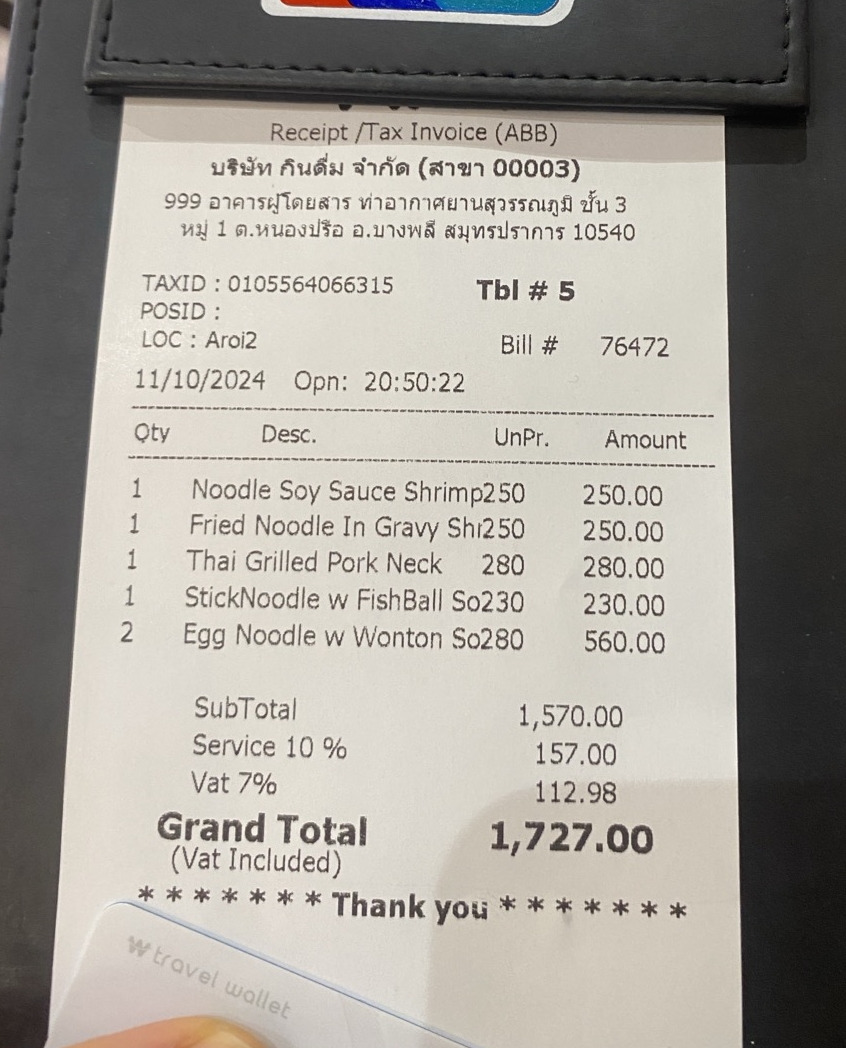 Receipt /Tax Invoice (ABB)
บริษัท กินดื่ม จำกัด (สาขา 00003)
999 อาคารผู้โดยสาร ท่าอากาศยานสุวรรณภูมิ ชั้น 3
หมู่ 1 ต.หนองปรือ อ.บางพลี สมุทรปราการ 10540
TAXID : 0105564066315 Tbl # 5
POSID :
LOC : Aroi2 Bill # 76472
11/10/2024 Opn: 20:50:22
Qty Desc. UnPr. Amount
1 Noodle Soy Sauce Shrimp250 250.00
1 Fried Noodle In Gravy Shr250 250.00
1 Thai Grilled Pork Neck 280 280.00
1 StickNoodle w FishBall So230 230.00
2 Egg Noodle w Wonton So280 560.00
SubTotal 1,570.00
Service 10 % 157.00
Vat 7% 112.98
Grand Total 1,727.00
(Vat Included)
* * * * * * * Thank you * * * * * * *
travel wallet